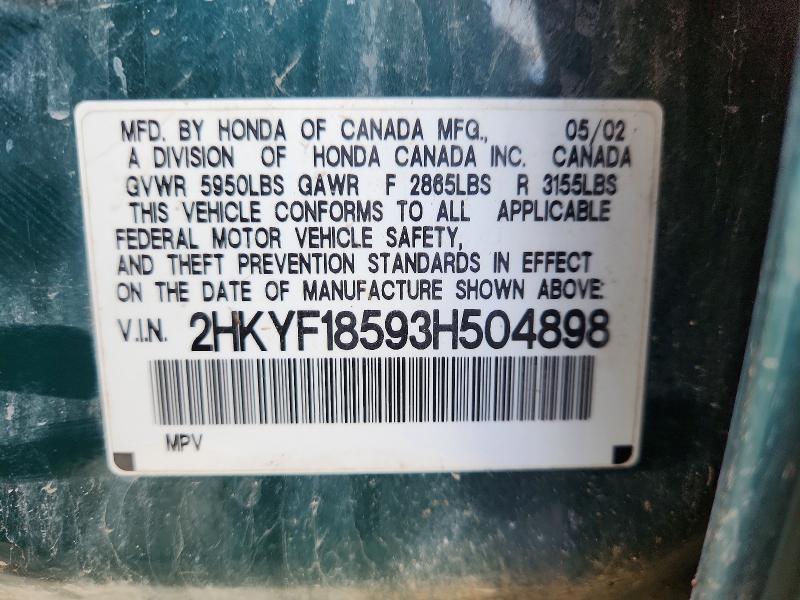 MFD. BY HONDA OF CANADA MFG., 05/02
A DIVISION OF HONDA CANADA INC. CANADA
GVWR 5950LBS GAWR F 2865LBS R 3155LBS
THIS VEHICLE CONFORMS TO ALL APPLICABLE
FEDERAL MOTOR VEHICLE SAFETY,
AND THEFT PREVENTION STANDARDS IN EFFECT
ON THE DATE OF MANUFACTURE SHOWN ABOVE:
V.I.N. 2HKYF18593H504898
MPV